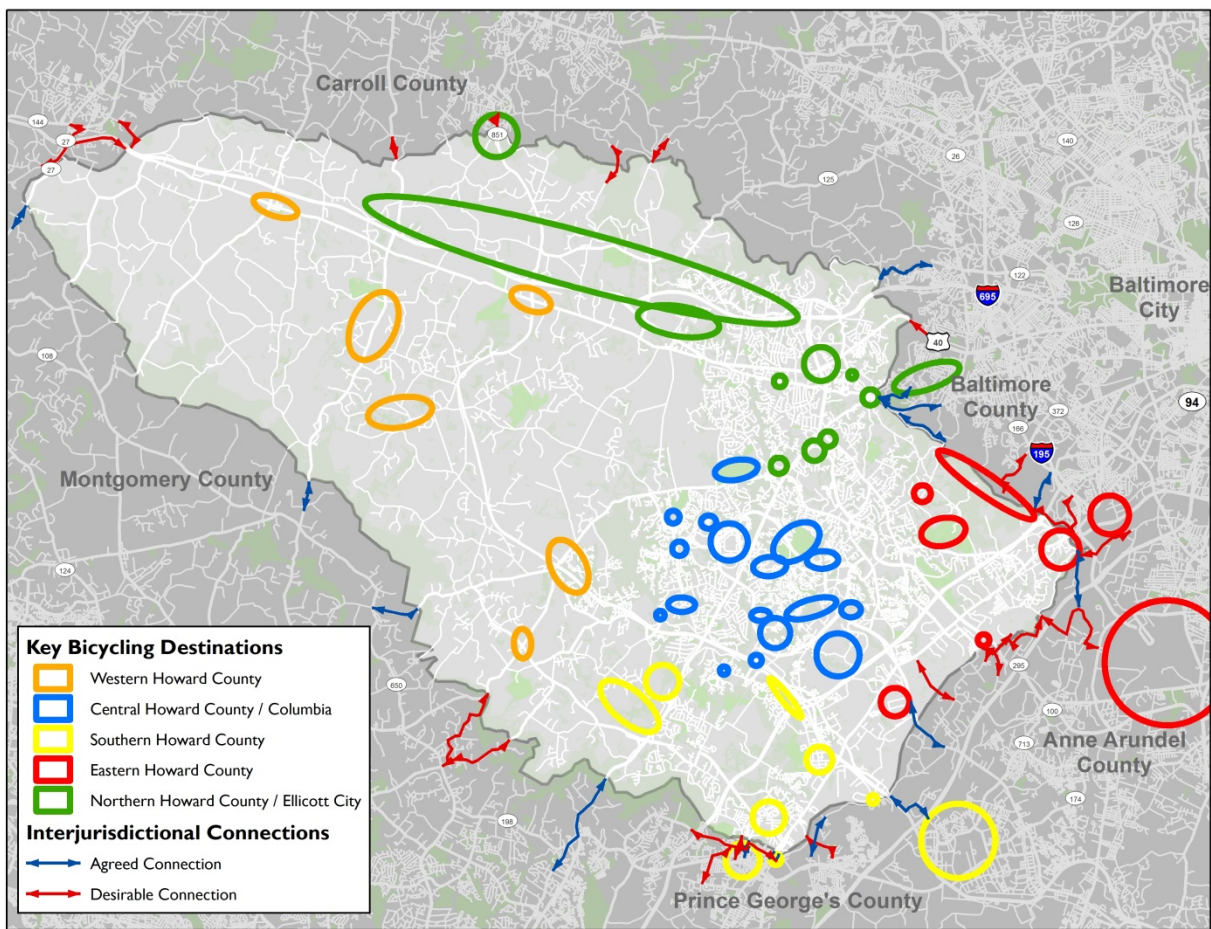 Carroll County
144
27
27
851
140
26
125
126
122
695
Baltimore
City
40
108
Baltimore
County
372
94
166
195
Montgomery County
124
650
295
100
713
Anne Arundel
County
174
198
Prince George's County
Key Bicycling Destinations
Western Howard County
Central Howard County / Columbia
Southern Howard County
Eastern Howard County
Northern Howard County / Ellicott City
Interjurisdictional Connections
Agreed Connection
Desirable Connection